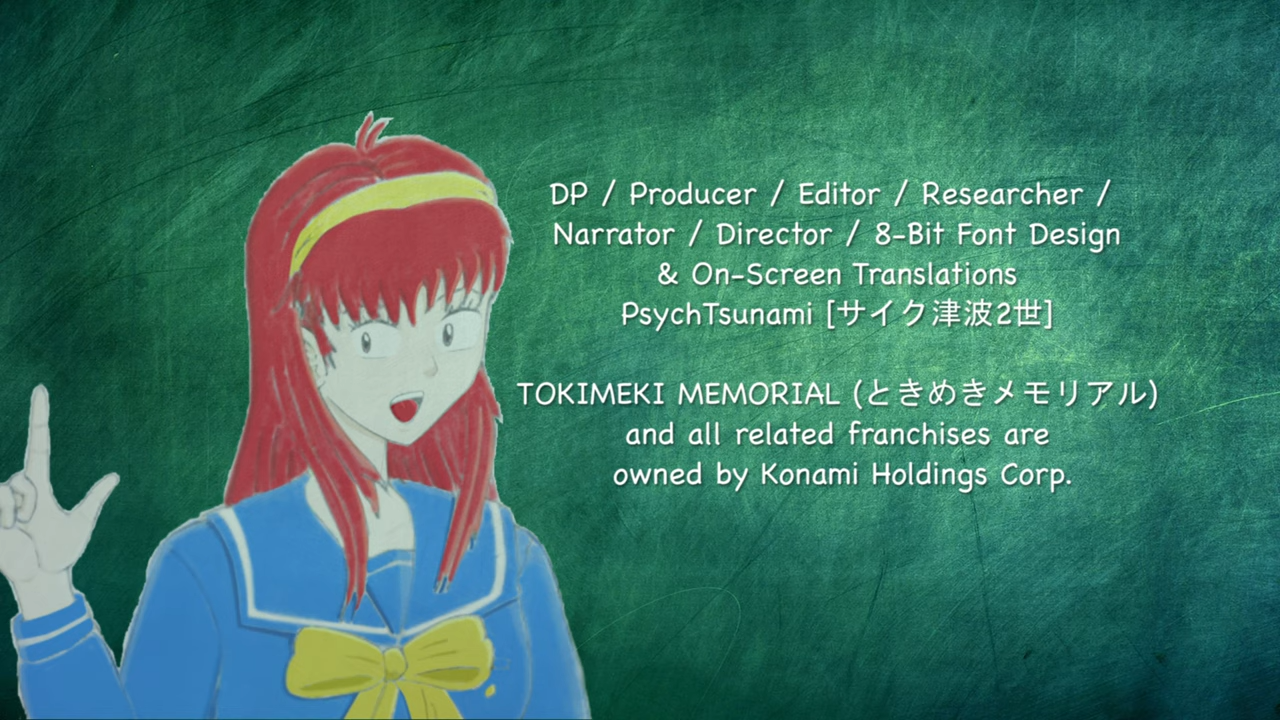 DP / Producer / Editor / Researcher /
Narrator / Director / 8-Bit Font Design
& On-Screen Translations
PsychTsunami [サイク津波2世]
TOKIMEKI MEMORIAL (ときめきメモリアル)
and all related franchises are
owned by Konami Holdings Corp.